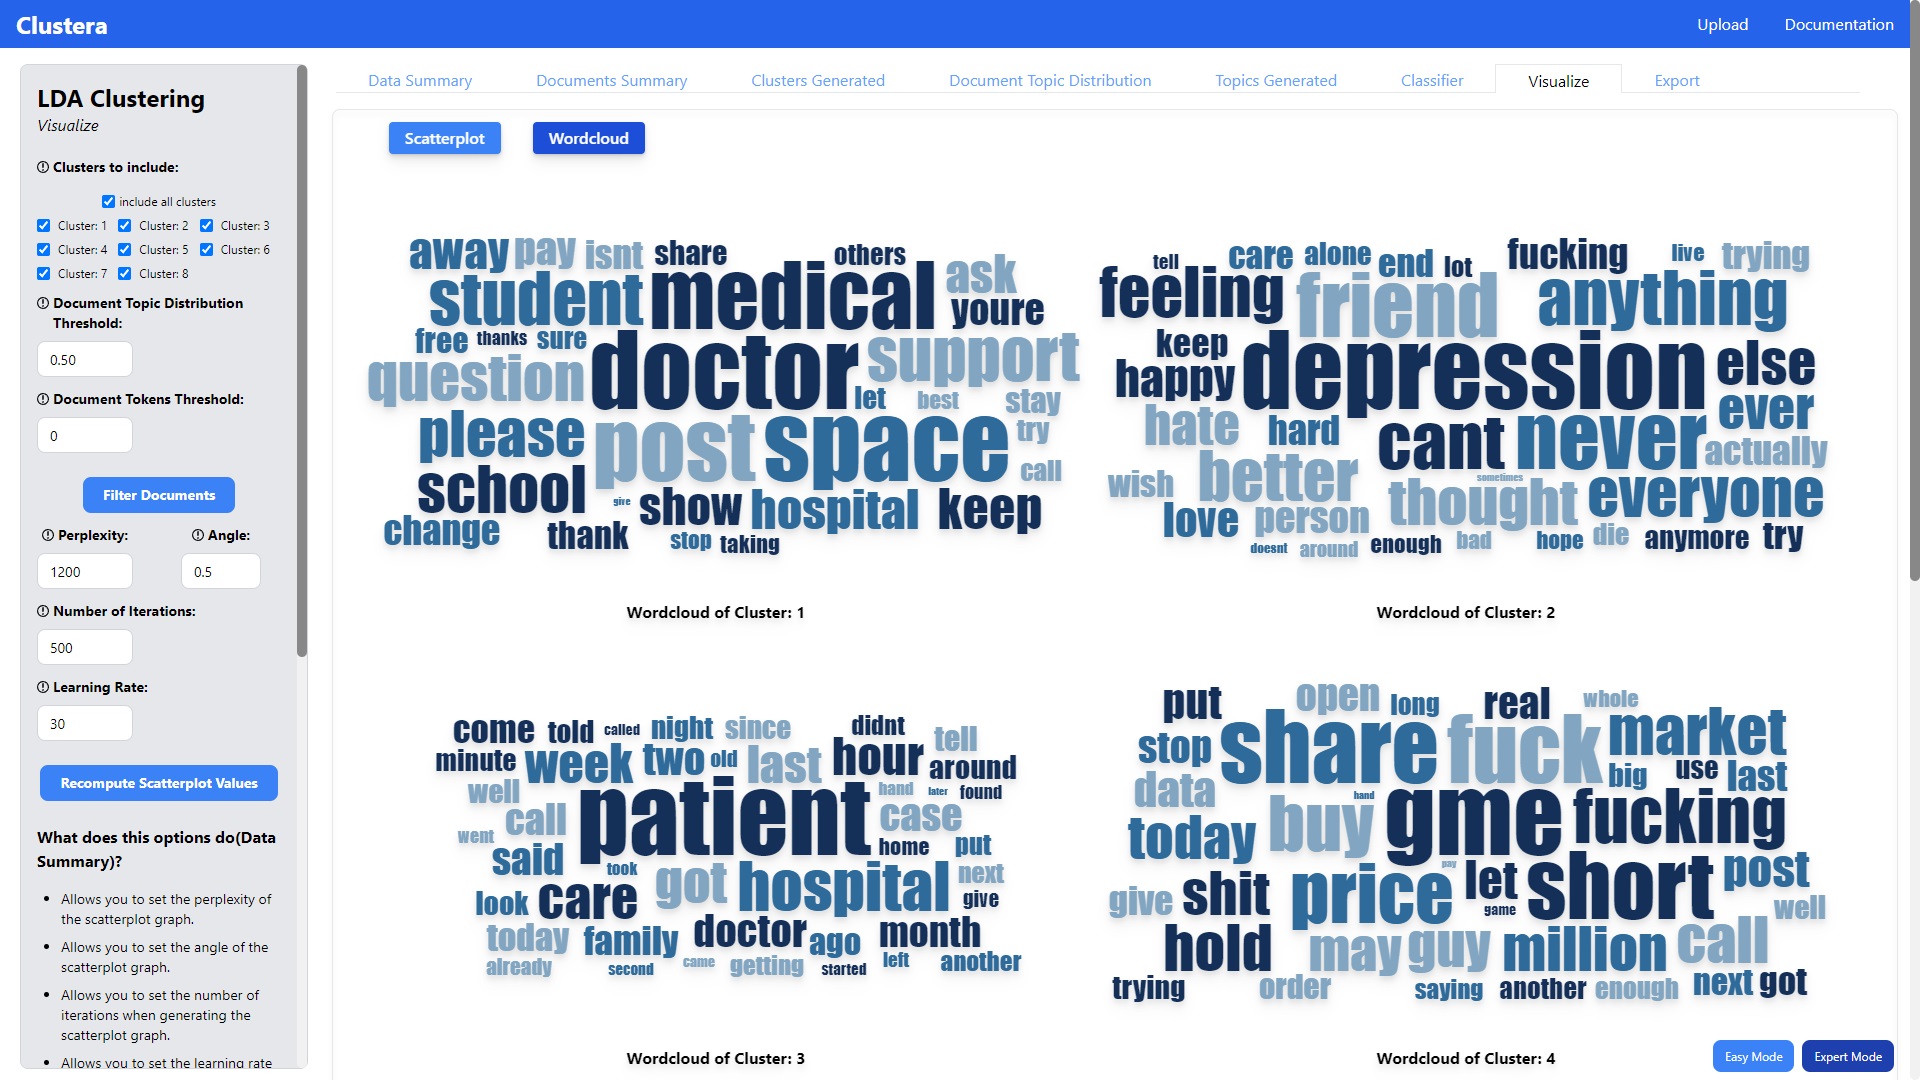 Clustera
Upload
Documentation
LDA Clustering
Visualize
Clusters to include:
include all clusters
Cluster: 1 Cluster: 2 Cluster: 3
Cluster: 4 Cluster: 5 Cluster: 6
Cluster: 7 Cluster: 8
Document Topic Distribution
Threshold:
0.50
Document Tokens Threshold:
0
Filter Documents
Perplexity: Angle:
1200 0.5
Number of Iterations:
500
Learning Rate:
30
Recompute Scatterplot Values
What does this options do(Data
Summary)?
Allows you to set the perplexity of
the scatterplot graph.
Allows you to set the angle of the
scatterplot graph.
Allows you to set the number of
iterations when generating the
scatterplot graph.
Allows you to set the learning rate
Data Summary Documents Summary Clusters Generated Document Topic Distribution Topics Generated Classifier Visualize Export
Scatterplot Wordcloud
away pay isnt share others
student medical ask
youre
free thanks sure doctor support
question let best stay
please post space try
school call
give show hospital keep
change thank stop taking
Wordcloud of Cluster: 1
tell care alone end lot fucking live trying
feeling friend anything
keep depression else
happy ever
hate hard cant never actually
wish better sometimes
thought everyone
love person
doesnt around enough bad hope die anymore try
Wordcloud of Cluster: 2
come told called night since didnt tell
minute week two old last hour around
well patient hand later found
call case
went home put
said took got hospital next
look care give
today family doctor ago month
already second came getting started left another
Wordcloud of Cluster: 3
put open long real whole
stop share fuck market
big use last
data hand
today buy gme fucking
pay
give shit price let short post
game well
hold may guy million call
trying order saying another enough next got
Wordcloud of Cluster: 4
Easy Mode Expert Mode